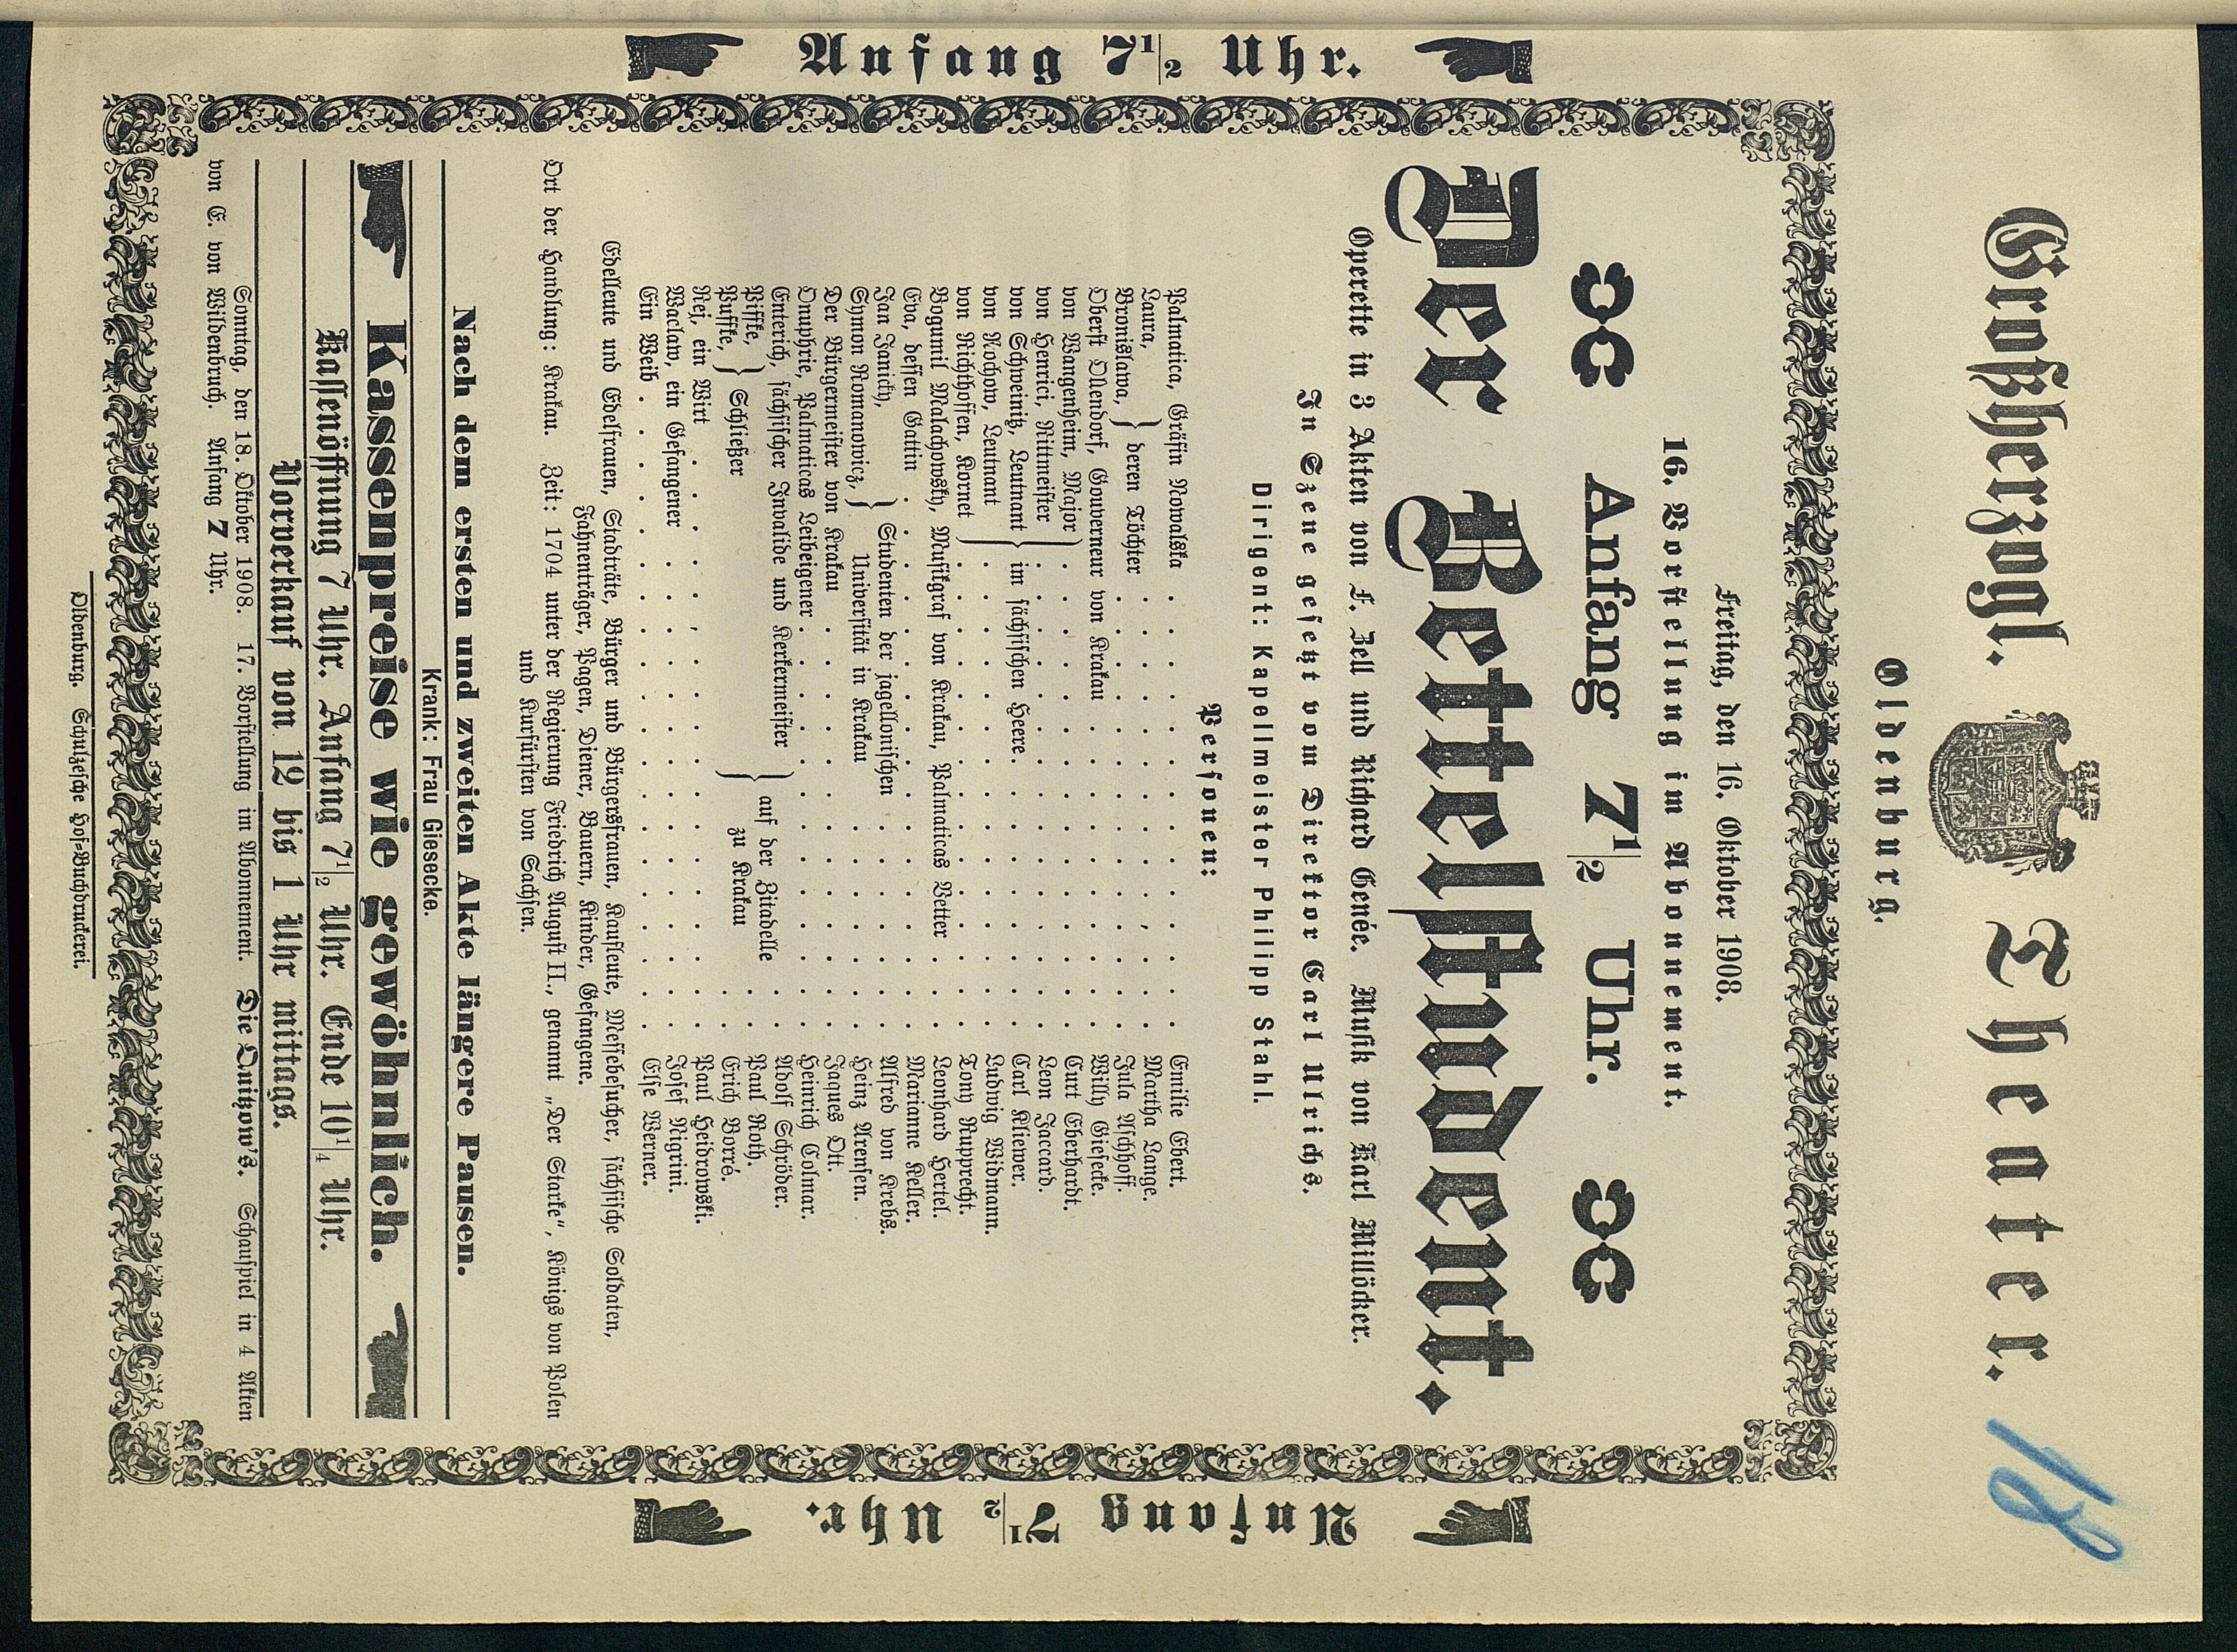 Großherzogl. Theater.
18
Oldenburg.
Anfang 7½ Uhr.
Anfang 7½ Uhr.
Freitag, den 16. Oktober 1908.
16. Vorstellung im Abonnement.
Anfang 7½ Uhr.
Der Bettelstudent.
Operette in 3 Akten von F. Zell und Richard Genée. Musik von Karl Millöcker.
In Szene gesetzt vom Direktor Carl Ulrichs.
Dirigent: Kapellmeister Philipp Stahl.
Personen:
Palmatica, Gräfin Nowalska . . . Emilie Ebert.
Laura, } deren Töchter . . . Martha Lange.
Bronislawa, } . . . Jula Aschhoff.
Oberst Ollendorf, Gouverneur von Krakau . . . Willy Giesecke.
von Wangenheim, Major } . . . Curt Eberhardt.
von Henrici, Rittmeister } . . . Leon Jaccard.
von Schweinitz, Leutnant } im sächsischen Heere . . . Carl Kliewer.
von Rochow, Leutnant } . . . Ludwig Widmann.
von Richthoffen, Kornet } . . . Tony Rupprecht.
Bogumil Malachowsky, Musikgraf von Krakau, Palmaticas Vetter . . . Leonhard Hertel.
Eva, dessen Gattin . . . Marianne Keller.
Jan Janicky, } Studenten der jagellonischen . . . Alfred von Krebs.
Symon Romanowicz, } Universität in Krakau . . . Heinz Arensen.
Der Bürgermeister von Krakau . . . Jaques Ott.
Onuphrie, Palmaticas Leibeigener . . . Heinrich Colmar.
Enterich, sächsischer Invalide und Kerkermeister } . . . Adolf Schröder.
Piffke, } Schließer } auf der Zitadelle . . . Paul Roth.
Puffke, } } zu Krakau . . . Erich Borré.
Rej, ein Wirt . . . Paul Heidrowski.
Waclaw, ein Gefangener . . . Josef Nigrini.
Ein Weib . . . Else Werner.
Edelleute und Edelfrauen, Stadträte, Bürger und Bürgersfrauen, Kaufleute, Messebesucher, sächsische Soldaten,
Fahnenträger, Pagen, Diener, Bauern, Kinder, Gefangene.
Ort der Handlung: Krakau. Zeit: 1704 unter der Regierung Friedrich August II., genannt „Der Starke“, Königs von Polen
und Kurfürsten von Sachsen.
Nach dem ersten und zweiten Akte längere Pausen.
Krank: Frau Giesecke.
Kassenpreise wie gewöhnlich.
Kassenöffnung 7 Uhr. Anfang 7½ Uhr. Ende 10¼ Uhr.
Vorverkauf von 12 bis 1 Uhr mittags.
Sonntag, den 18. Oktober 1908. 17. Vorstellung im Abonnement. Die Quitzow's. Schauspiel in 4 Akten
von E. von Wildenbruch. Anfang 7 Uhr.
Oldenburg. Schulzesche Hof-Buchdruckerei.